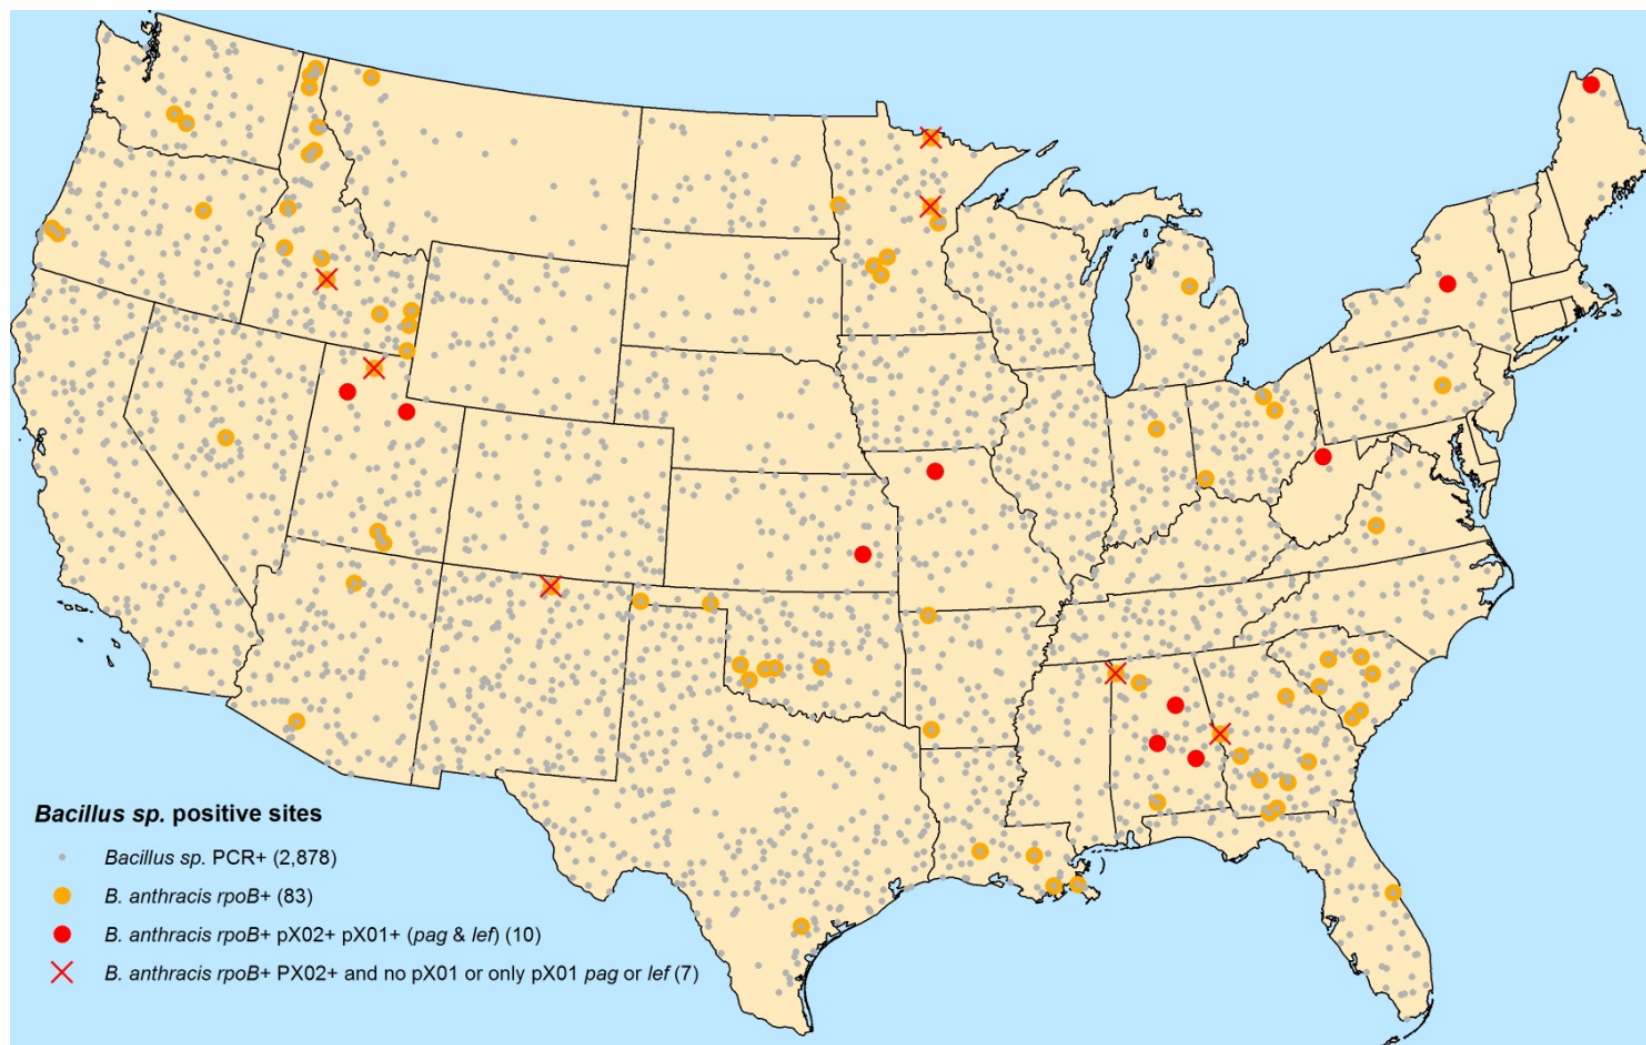 Bacillus sp. positive sites
Bacillus sp. PCR+ (2,878)
B. anthracis rpoB+ (83)
B. anthracis rpoB+ pX02+ pX01+ (pag & lef) (10)
B. anthracis rpoB+ PX02+ and no pX01 or only pX01 pag or lef (7)